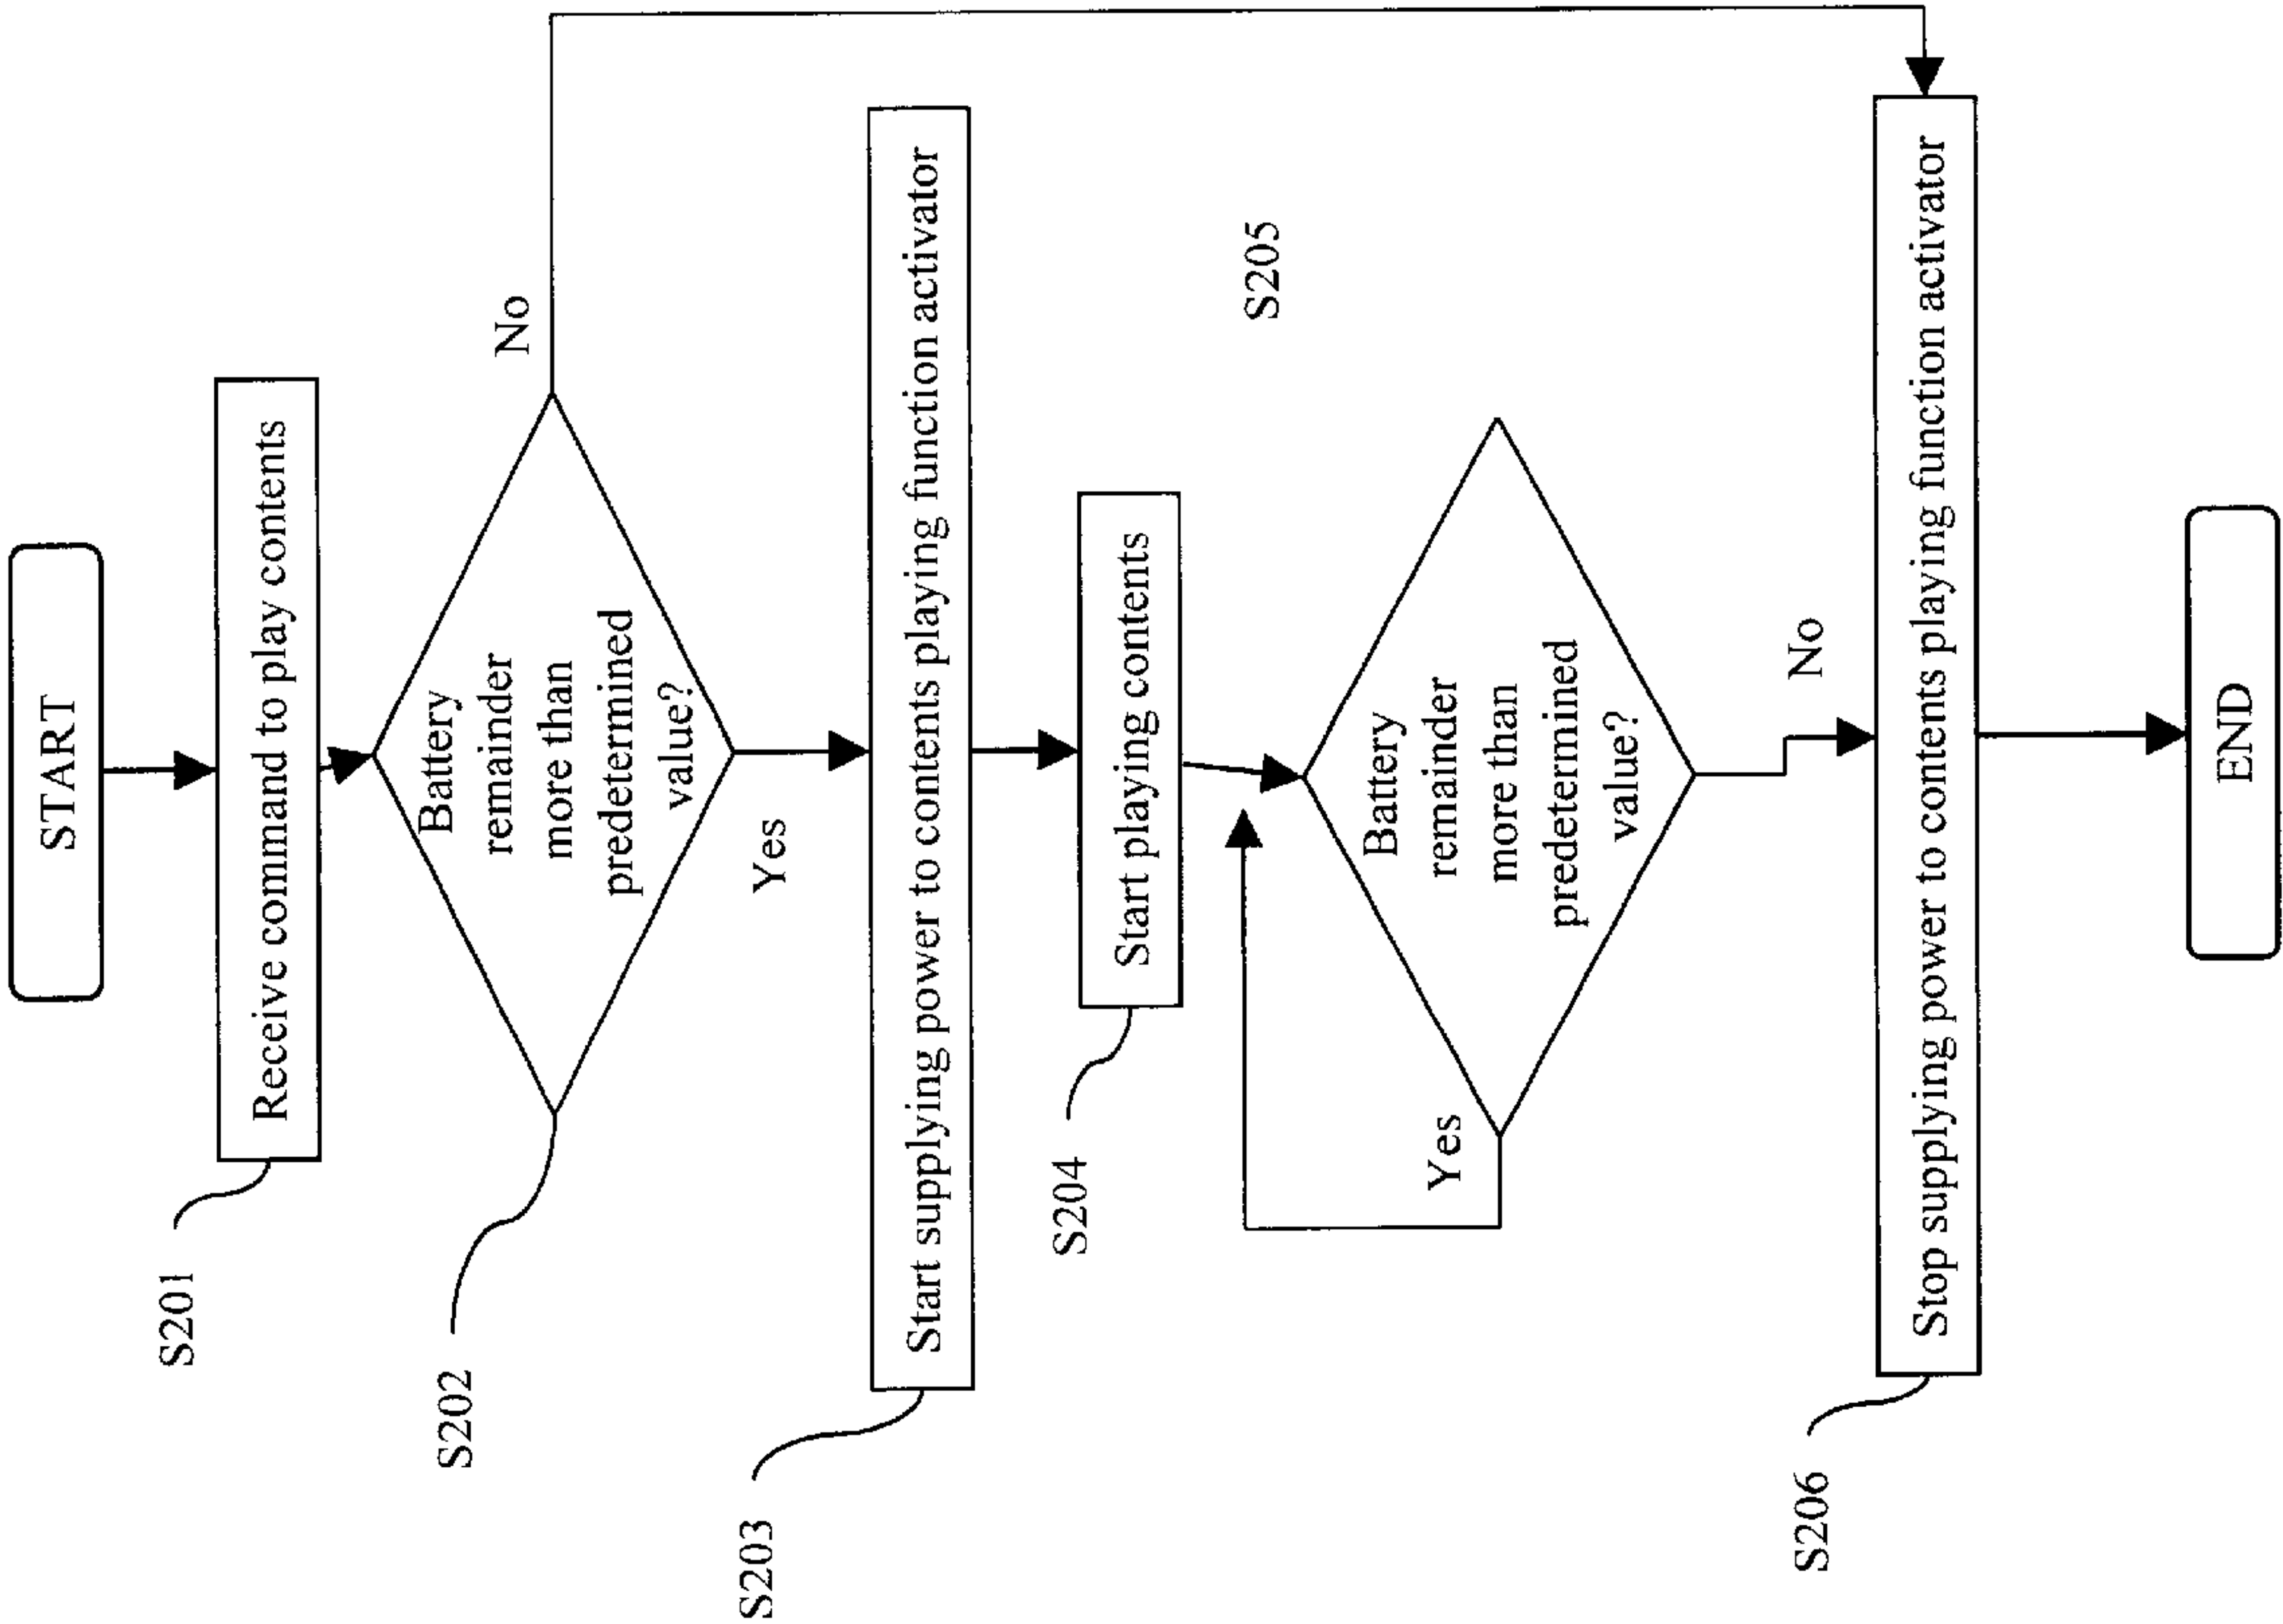 START
S201
Receive command to play contents
S202
Battery
remainder
more than
predetermined
value?
No
Yes
S203
Start supplying power to contents playing function activator
S204
Start playing contents
S205
Battery
remainder
more than
predetermined
value?
Yes
No
S206
Stop supplying power to contents playing function activator
END